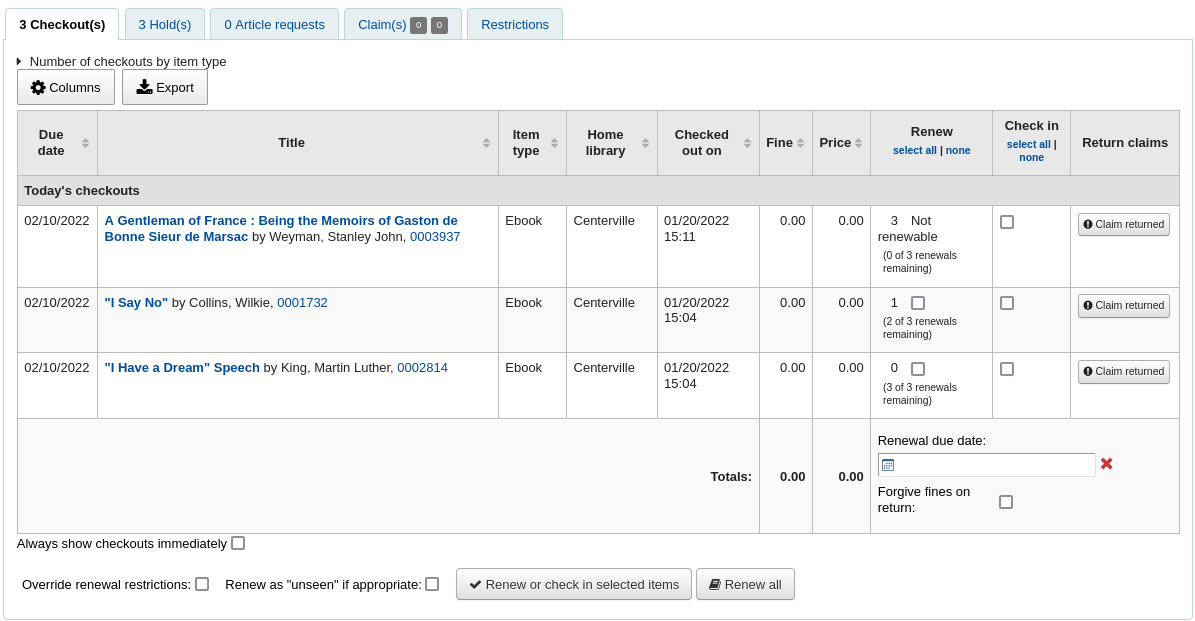 3 Checkout(s) 3 Hold(s) 0 Article requests Claim(s) 0 0 Restrictions
Number of checkouts by item type
Columns Export
Due date Title Item type Home library Checked out on Fine Price Renew select all | none Check in select all | none Return claims
Today's checkouts
02/10/2022 A Gentleman of France : Being the Memoirs of Gaston de Bonne Sieur de Marsac by Weyman, Stanley John, 0003937 Ebook Centerville 01/20/2022 15:11 0.00 0.00 3 Not renewable (0 of 3 renewals remaining) Claim returned
02/10/2022 "I Say No" by Collins, Wilkie, 0001732 Ebook Centerville 01/20/2022 15:04 0.00 0.00 1 (2 of 3 renewals remaining) Claim returned
02/10/2022 "I Have a Dream" Speech by King, Martin Luther, 0002814 Ebook Centerville 01/20/2022 15:04 0.00 0.00 0 (3 of 3 renewals remaining) Claim returned
Totals: 0.00 0.00
Renewal due date:
Forgive fines on
return:
Always show checkouts immediately
Override renewal restrictions: Renew as "unseen" if appropriate: Renew or check in selected items Renew all